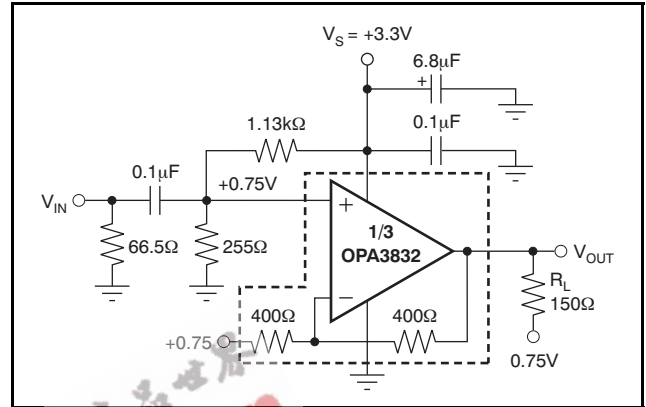 V_S = +3.3V
6.8μF
+
1.13kΩ
0.1μF
0.1μF
+0.75V
V_IN
+
1/3
OPA3832
66.5Ω
255Ω
V_OUT
R_L
150Ω
−
400Ω
400Ω
+0.75
0.75V